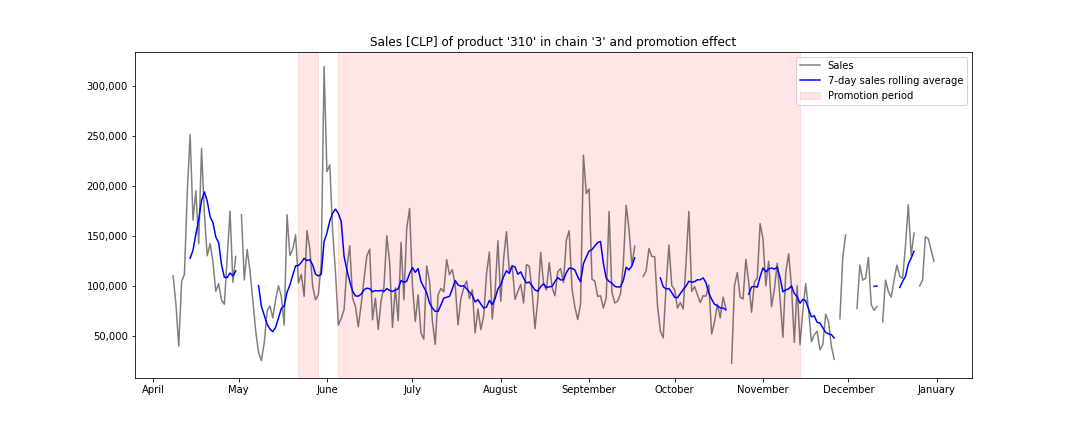 Sales [CLP] of product '310' in chain '3' and promotion effect
Sales
7-day sales rolling average
Promotion period
300,000
250,000
200,000
150,000
100,000
50,000
April May June July August September October November December January